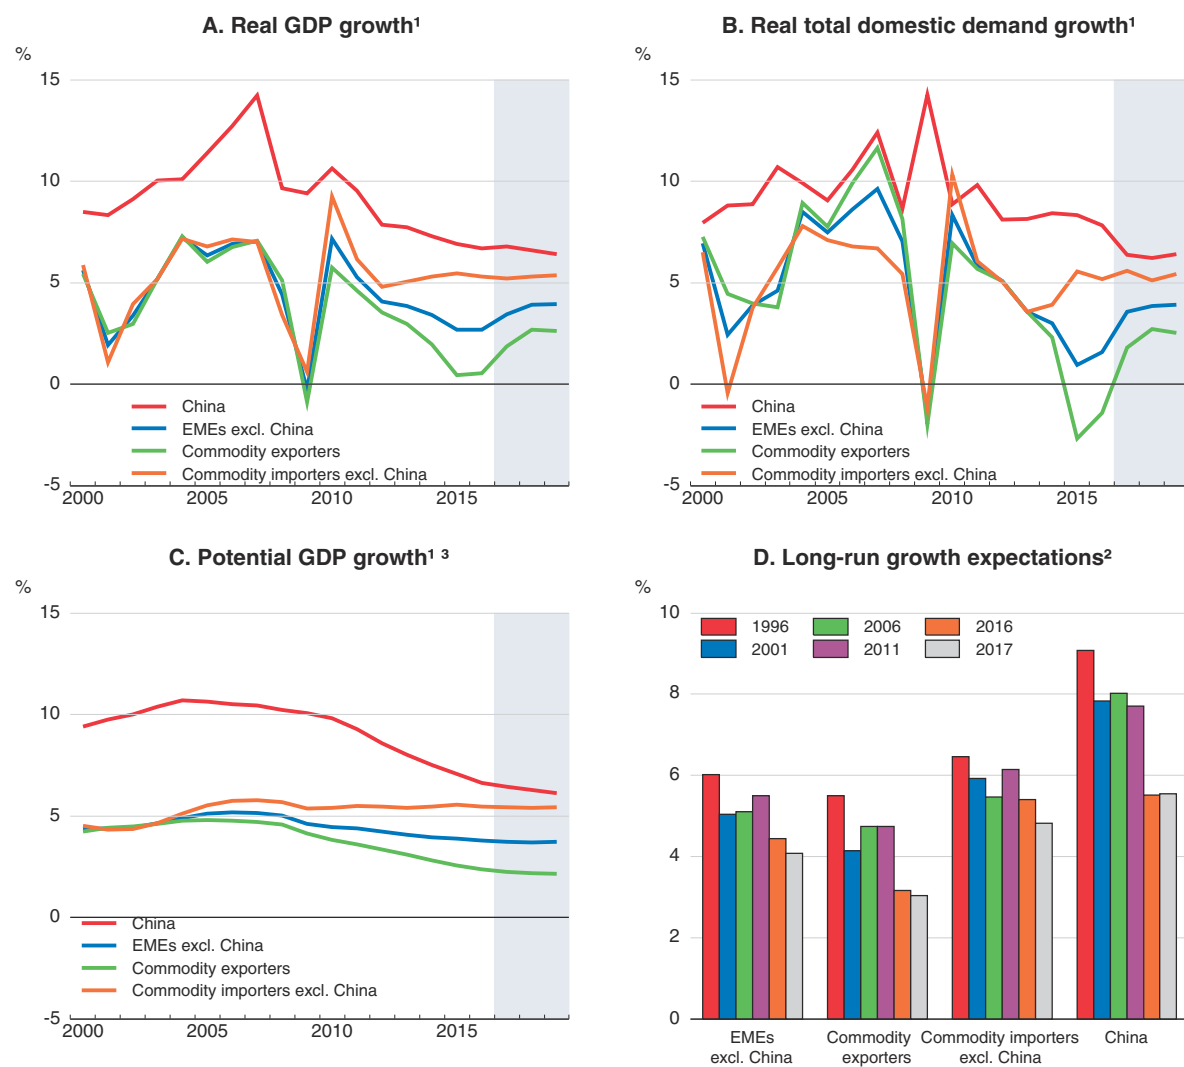 A. Real GDP growth¹
%
15
10
5
0
-5
China
EMEs excl. China
Commodity exporters
Commodity importers excl. China
2000 2005 2010 2015
B. Real total domestic demand growth¹
%
15
10
5
0
-5
China
EMEs excl. China
Commodity exporters
Commodity importers excl. China
2000 2005 2010 2015
C. Potential GDP growth¹ ³
%
15
10
5
0
-5
China
EMEs excl. China
Commodity exporters
Commodity importers excl. China
2000 2005 2010 2015
D. Long-run growth expectations²
%
10
8
6
4
2
0
1996 2006 2016
2001 2011 2017
EMEs
excl. China
Commodity
exporters
Commodity importers
excl. China
China